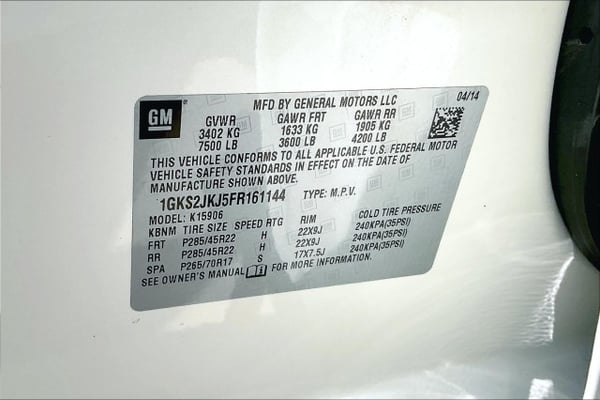 GM
MFD BY GENERAL MOTORS LLC 04/14
GVWR GAWR FRT GAWR RR
3402 KG 1633 KG 1905 KG
7500 LB 3600 LB 4200 LB
THIS VEHICLE CONFORMS TO ALL APPLICABLE U.S. FEDERAL MOTOR
VEHICLE SAFETY STANDARDS IN EFFECT ON THE DATE OF
MANUFACTURE SHOWN ABOVE.
1GKS2JKJ5FR161144 TYPE: M.P.V.
MODEL: K15906
KBNM TIRE SIZE SPEED RTG RIM COLD TIRE PRESSURE
FRT P285/45R22 H 22X9J 240KPA(35PSI)
RR P285/45R22 H 22X9J 240KPA(35PSI)
SPA P265/70R17 S 17X7.5J 240KPA(35PSI)
SEE OWNER'S MANUAL FOR MORE INFORMATION.